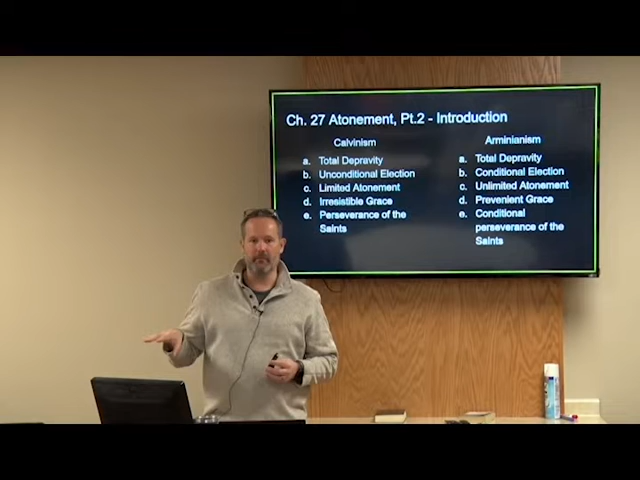 Ch. 27 Atonement, Pt.2 - Introduction
Calvinism
a. Total Depravity
b. Unconditional Election
c. Limited Atonement
d. Irresistible Grace
e. Perseverance of the
Saints
Arminianism
a. Total Depravity
b. Conditional Election
c. Unlimited Atonement
d. Prevenient Grace
e. Conditional
perseverance of the
Saints